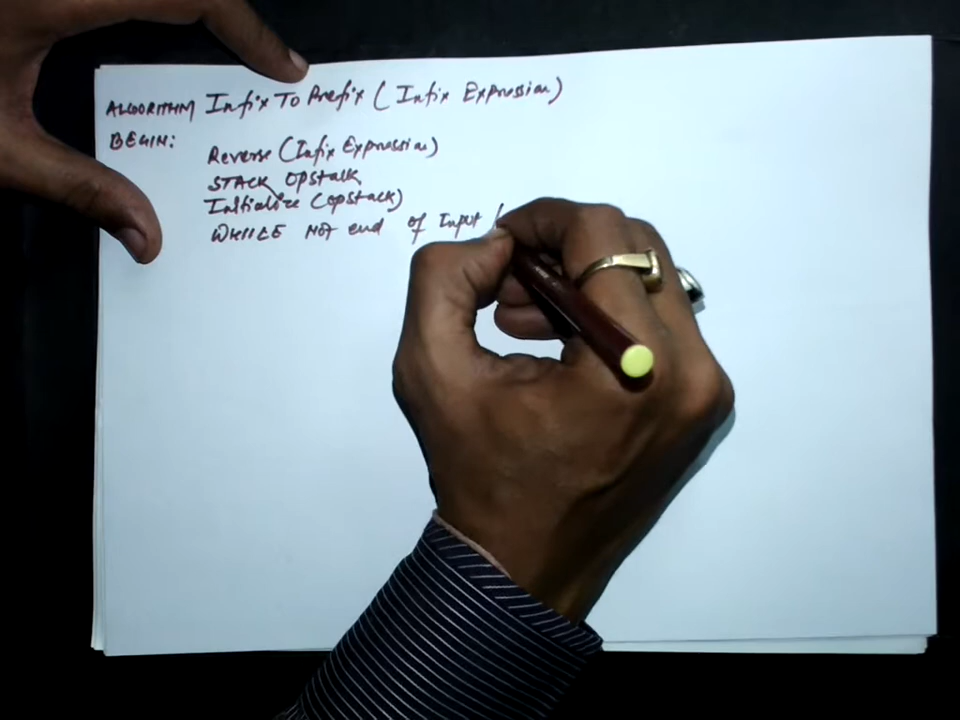 ALGORITHM Infix To Prefix ( Infix Expression)
BEGIN:
Reverse (Infix Expression)
STACK OpStack
Initialize (opStack)
WHILE Not end of Input